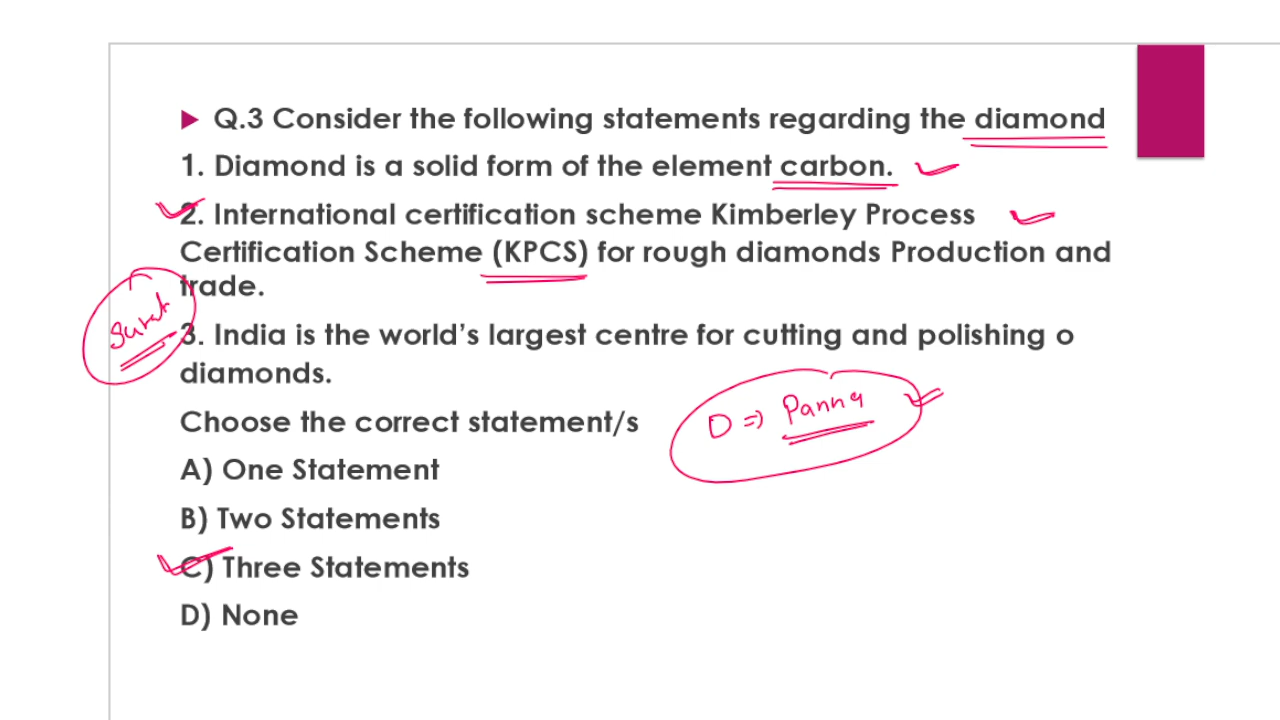 Q.3 Consider the following statements regarding the diamond
1. Diamond is a solid form of the element carbon.
2. International certification scheme Kimberley Process
Certification Scheme (KPCS) for rough diamonds Production and
trade.
Surat
3. India is the world's largest centre for cutting and polishing o
diamonds.
D => Panna
Choose the correct statement/s
A) One Statement
B) Two Statements
C) Three Statements
D) None